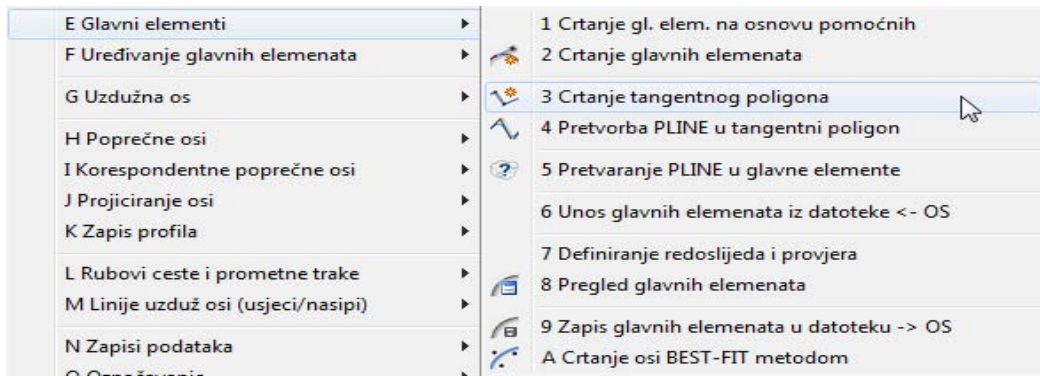 E Glavni elementi
F Uređivanje glavnih elemenata
G Uzdužna os
H Poprečne osi
I Korespondentne poprečne osi
J Projiciranje osi
K Zapis profila
L Rubovi ceste i prometne trake
M Linije uzduž osi (usjeci/nasipi)
N Zapisi podataka
O Označavanje
1 Crtanje gl. elem. na osnovu pomoćnih
2 Crtanje glavnih elemenata
3 Crtanje tangentnog poligona
4 Pretvorba PLINE u tangentni poligon
5 Pretvaranje PLINE u glavne elemente
6 Unos glavnih elemenata iz datoteke <- OS
7 Definiranje redoslijeda i provjera
8 Pregled glavnih elemenata
9 Zapis glavnih elemenata u datoteku -> OS
A Crtanje osi BEST-FIT metodom